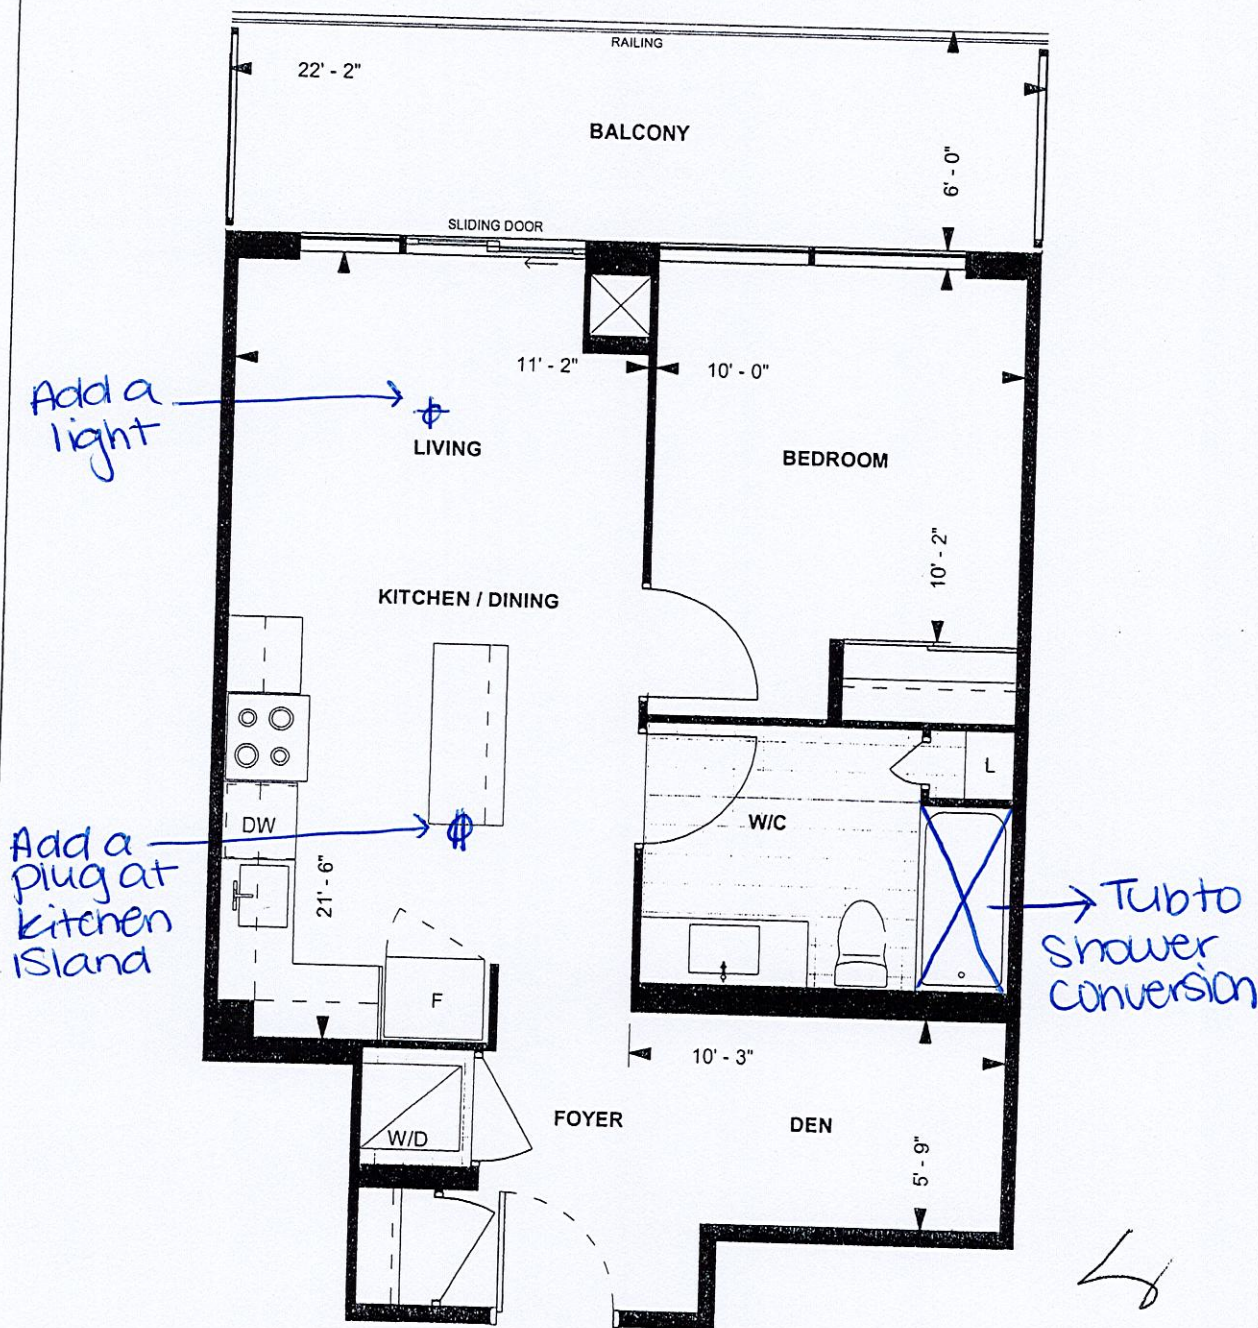 RAILING
22' - 2"
BALCONY
6' - 0"
SLIDING DOOR
11' - 2"
10' - 0"
Add a
light
LIVING
BEDROOM
10' - 2"
KITCHEN / DINING
L
DW
W/C
Add a
plug at
kitchen
island
21' - 6"
Tub to
shower
conversion
F
10' - 3"
FOYER
DEN
W/D
5' - 9"